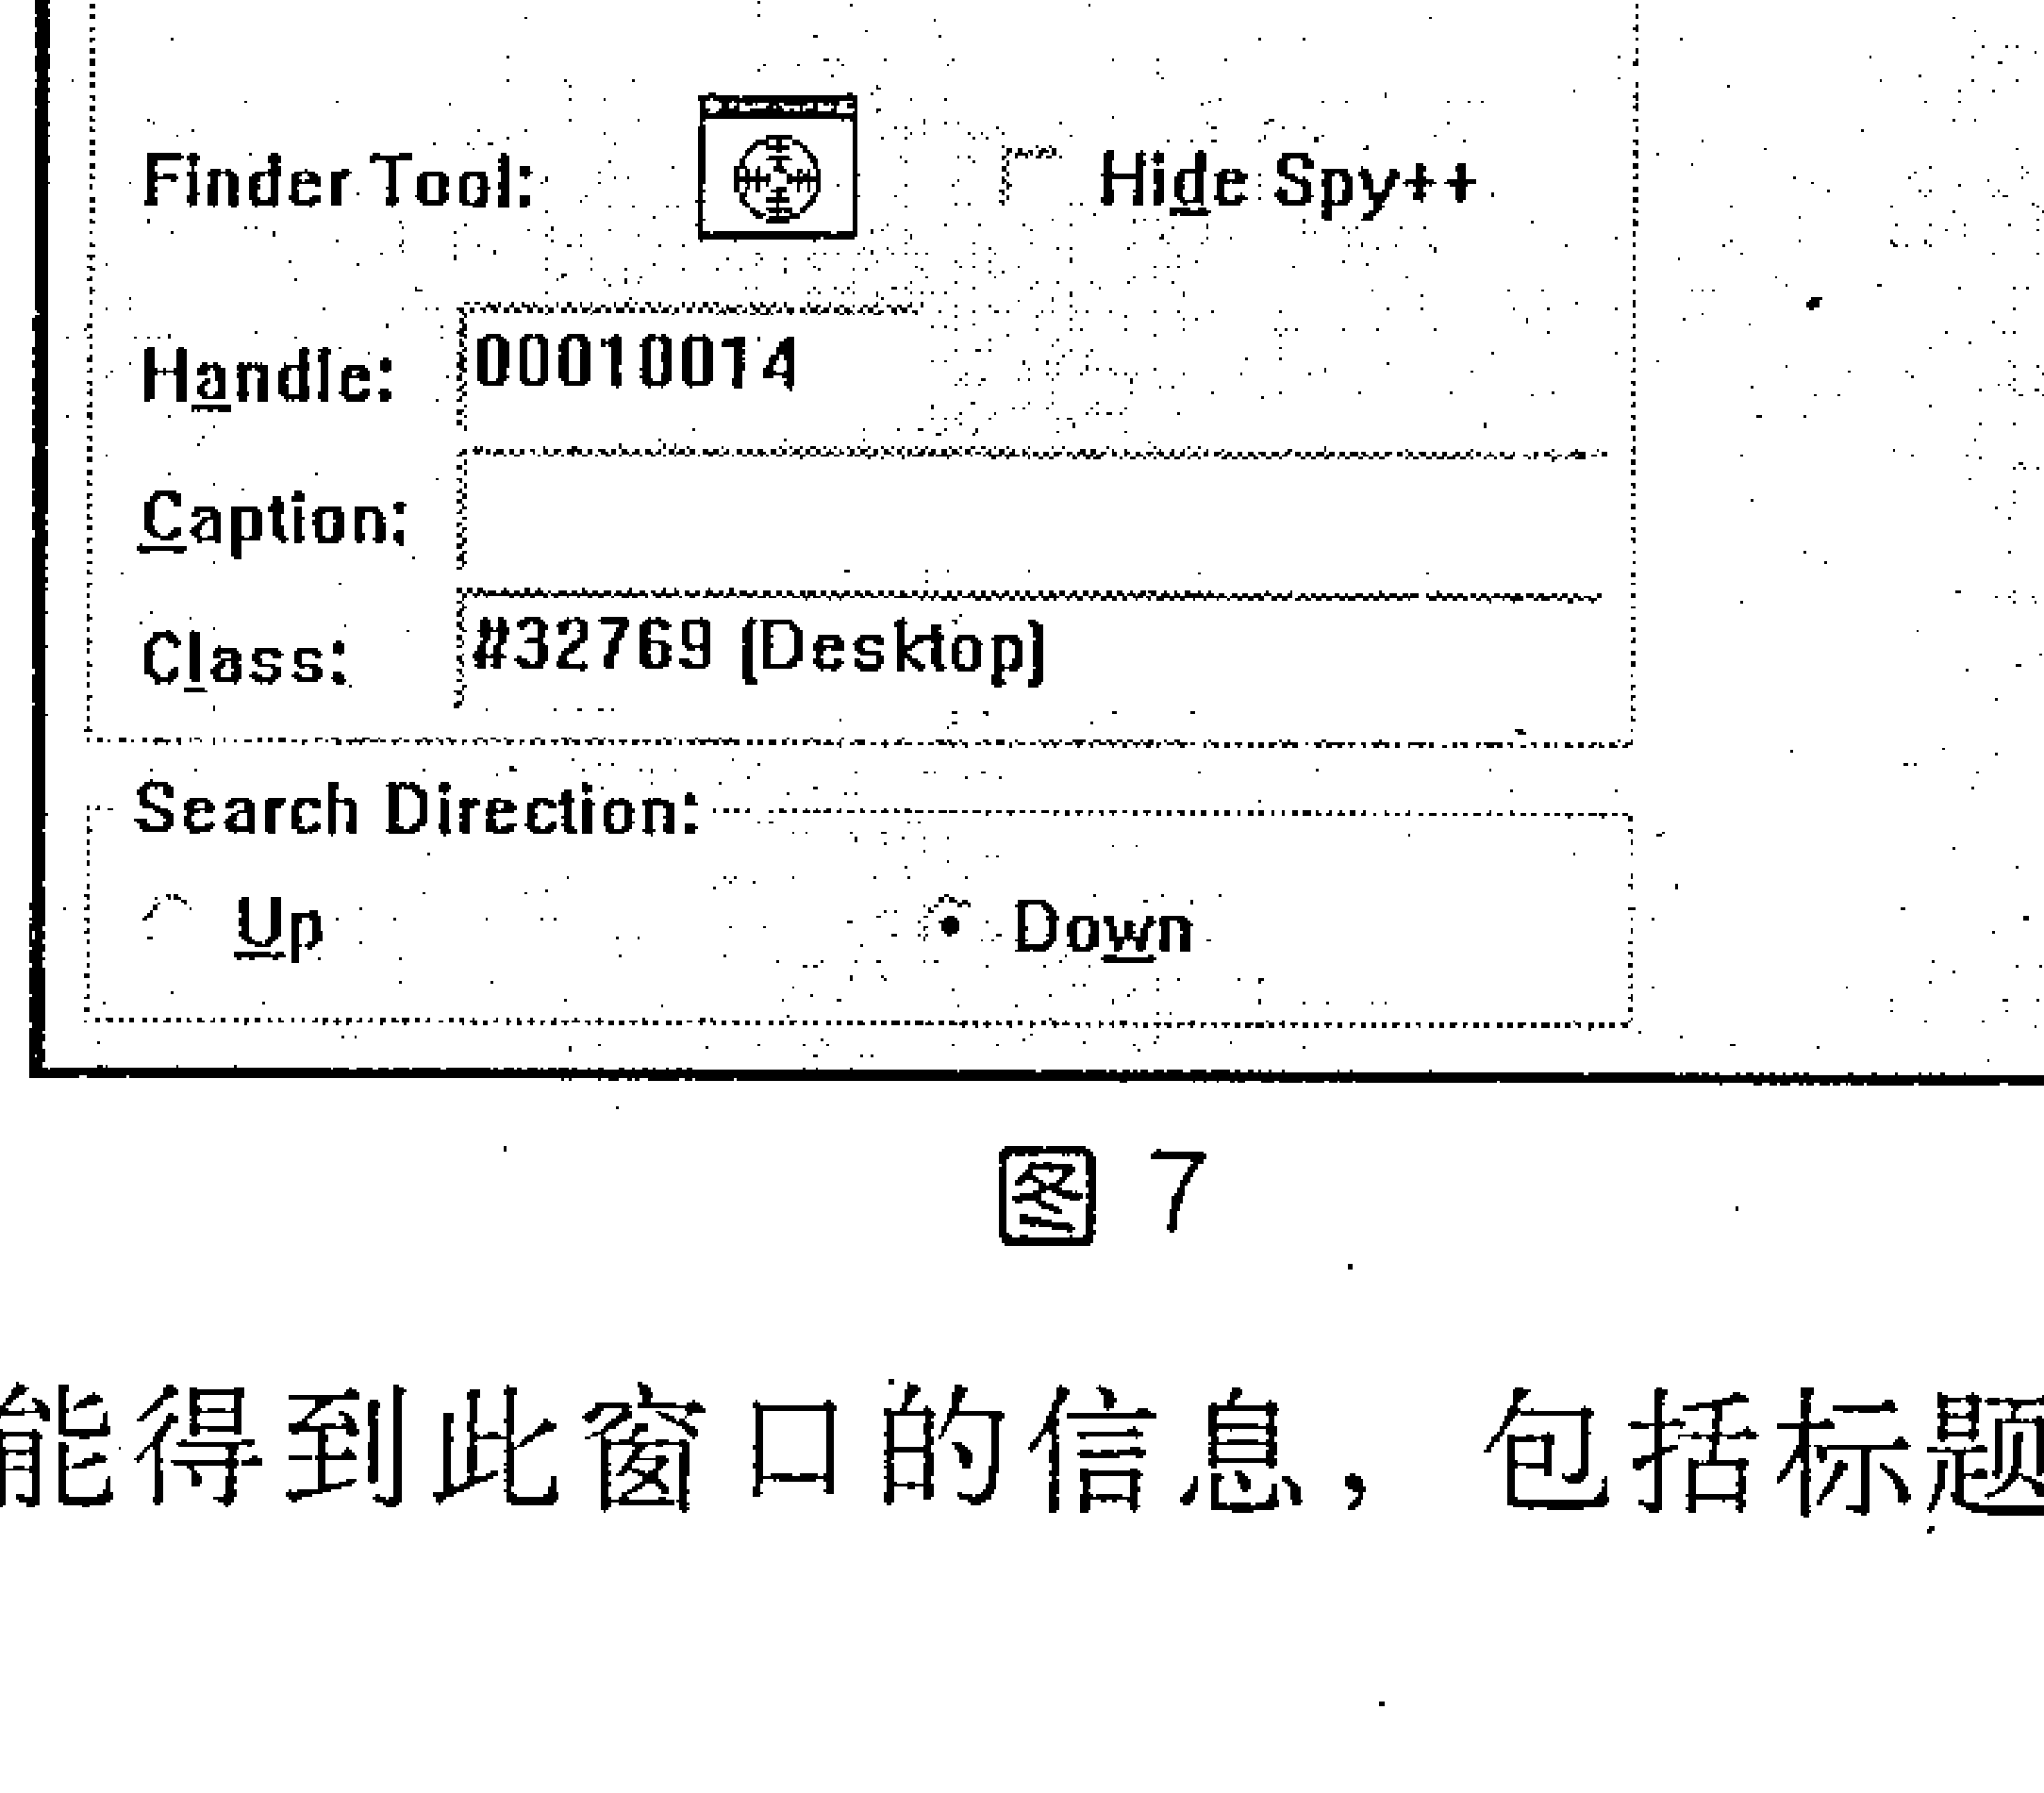 Finder Tool: Hide Spy++
Handle: 00010014
Caption:
Class: #32769 (Desktop)
Search Direction:
Up Down
图 7
能得到此窗口的信息，包括标题